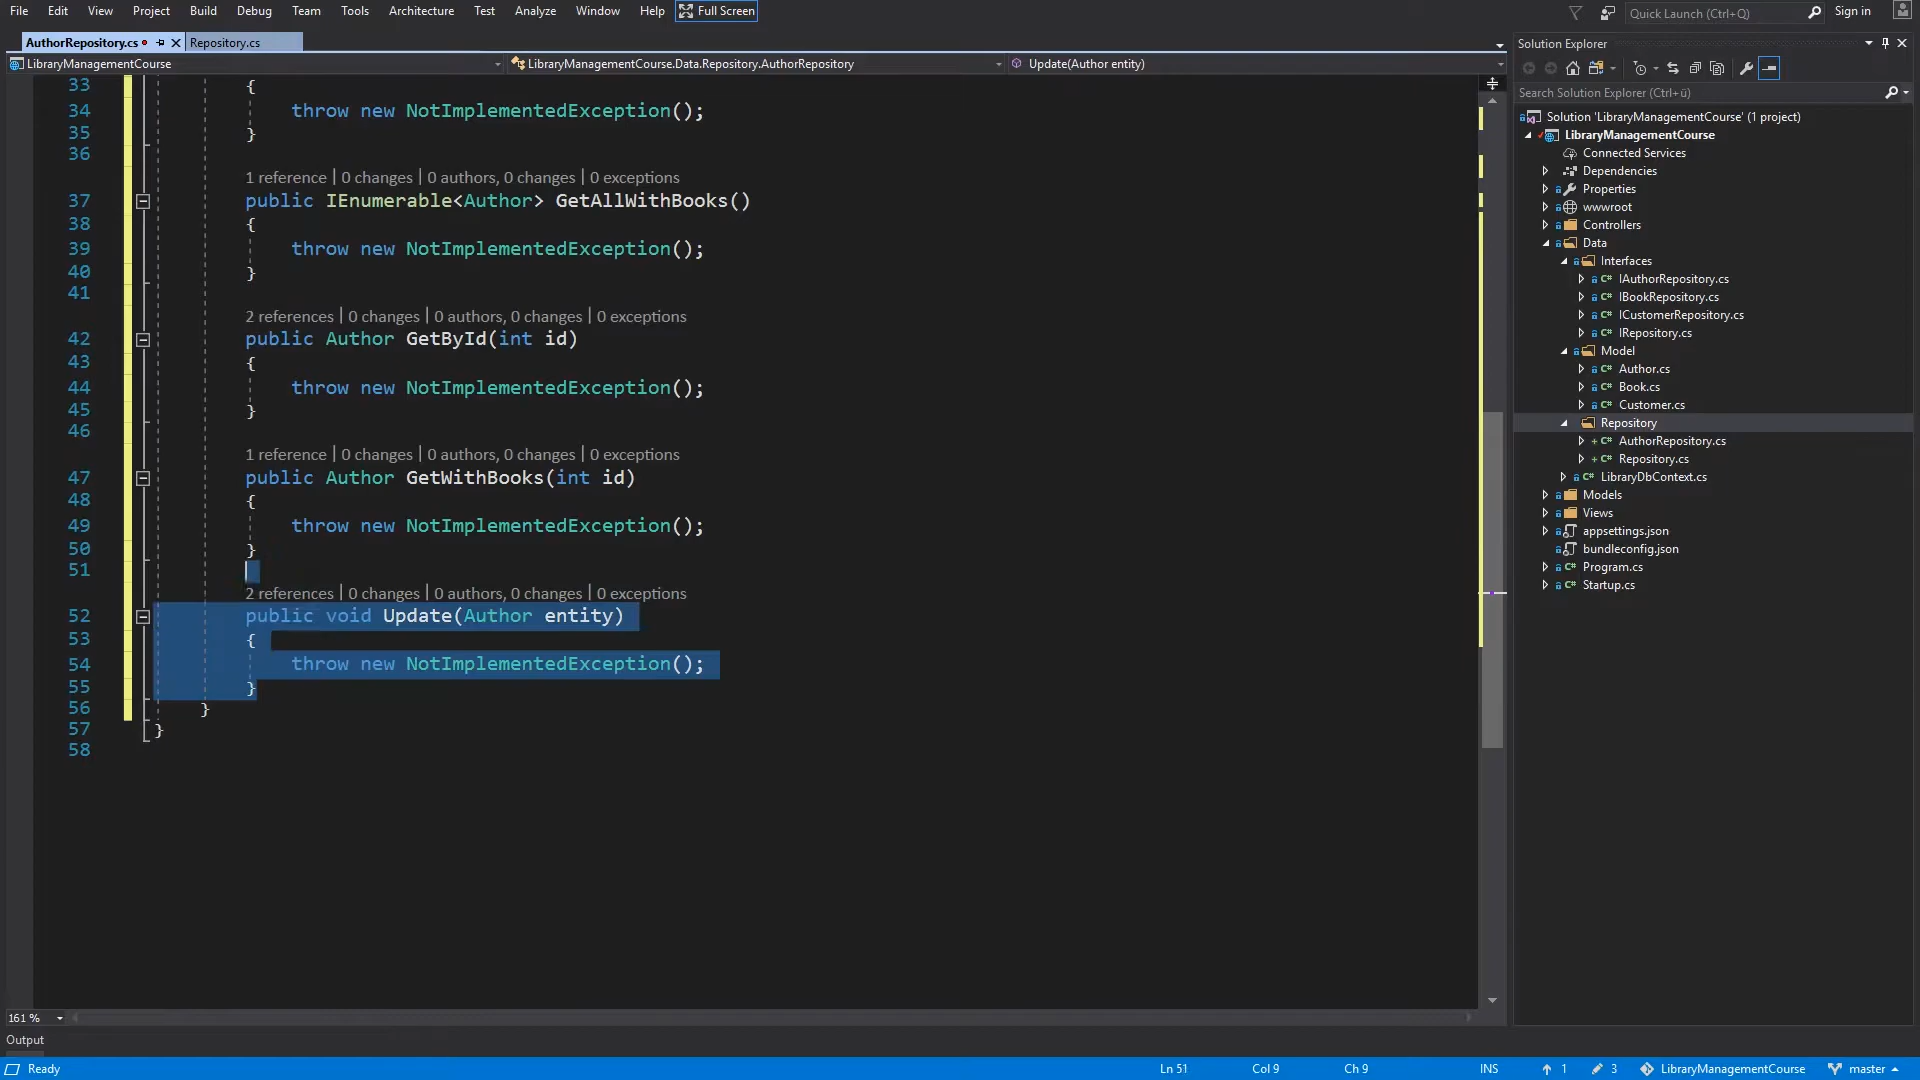 File Edit View Project Build Debug Team Tools Architecture Test Analyze Window Help Full Screen Quick Launch (Ctrl+Q) Sign in
AuthorRepository.cs Repository.cs
LibraryManagementCourse LibraryManagementCourse.Data.Repository.AuthorRepository Update(Author entity)
33 {
34 throw new NotImplementedException();
35 }
36
1 reference | 0 changes | 0 authors, 0 changes | 0 exceptions
37 public IEnumerable<Author> GetAllWithBooks()
38 {
39 throw new NotImplementedException();
40 }
41
2 references | 0 changes | 0 authors, 0 changes | 0 exceptions
42 public Author GetById(int id)
43 {
44 throw new NotImplementedException();
45 }
46
1 reference | 0 changes | 0 authors, 0 changes | 0 exceptions
47 public Author GetWithBooks(int id)
48 {
49 throw new NotImplementedException();
50 }
51
2 references | 0 changes | 0 authors, 0 changes | 0 exceptions
52 public void Update(Author entity)
53 {
54 throw new NotImplementedException();
55 }
56 }
57 }
58
161 %
Output
Solution Explorer
Search Solution Explorer (Ctrl+ü)
Solution 'LibraryManagementCourse' (1 project)
LibraryManagementCourse
Connected Services
Dependencies
Properties
wwwroot
Controllers
Data
Interfaces
C# IAuthorRepository.cs
C# IBookRepository.cs
C# ICustomerRepository.cs
C# IRepository.cs
Model
C# Author.cs
C# Book.cs
C# Customer.cs
Repository
+ C# AuthorRepository.cs
+ C# Repository.cs
C# LibraryDbContext.cs
Models
Views
appsettings.json
bundleconfig.json
C# Program.cs
C# Startup.cs
Ready Ln 51 Col 9 Ch 9 INS 1 3 LibraryManagementCourse master